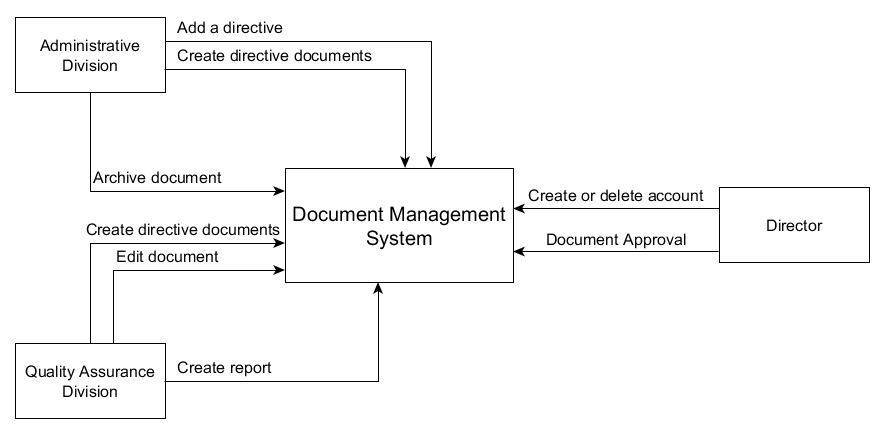 Add a directive
Administrative
Division
Create directive documents
Archive document
Document Management
System
Create or delete account
Director
Document Approval
Create directive documents
Edit document
Quality Assurance
Division
Create report